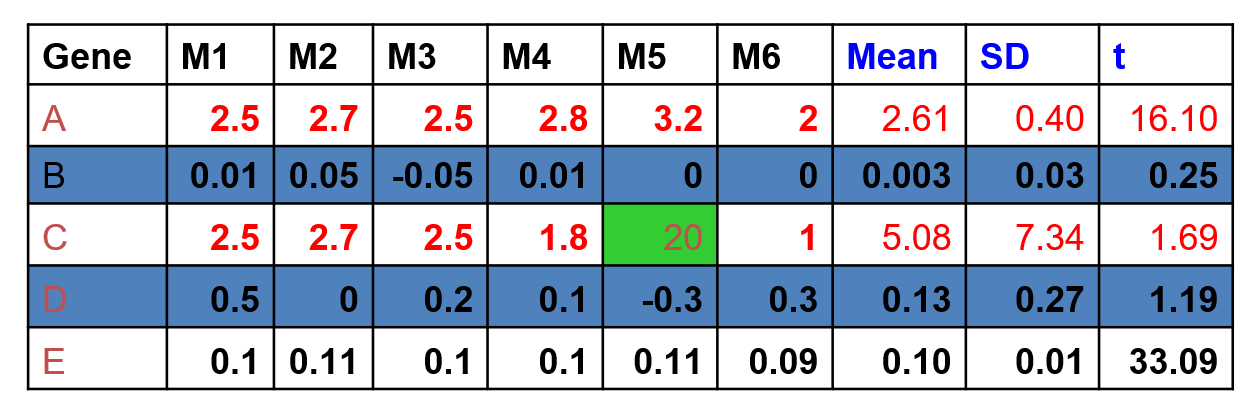 Gene M1 M2 M3 M4 M5 M6 Mean SD t
A 2.5 2.7 2.5 2.8 3.2 2 2.61 0.40 16.10
B 0.01 0.05 -0.05 0.01 0 0 0.003 0.03 0.25
C 2.5 2.7 2.5 1.8 20 1 5.08 7.34 1.69
D 0.5 0 0.2 0.1 -0.3 0.3 0.13 0.27 1.19
E 0.1 0.11 0.1 0.1 0.11 0.09 0.10 0.01 33.09